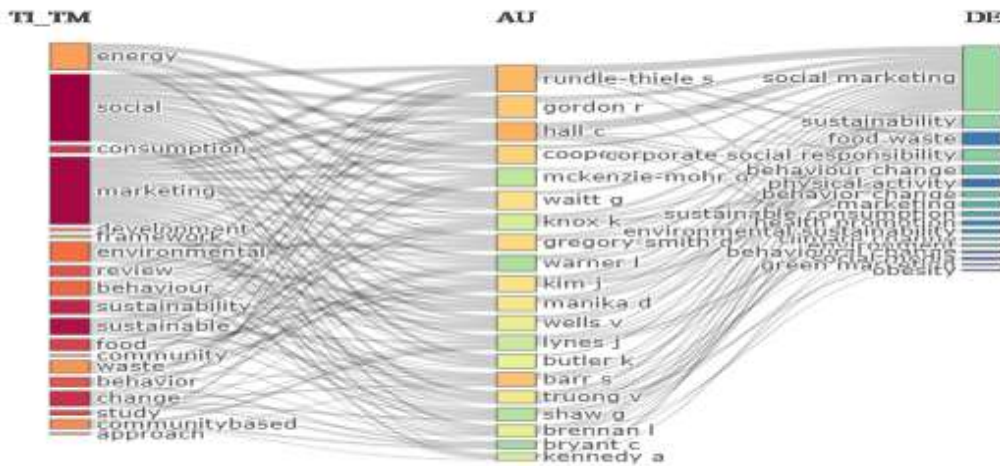 TI_TM
AU
DE
energy
social
consumption
marketing
development
framework
environmental
review
behaviour
sustainability
sustainable
food
community
waste
behavior
change
study
communitybased
approach
rundle-thiele s
gordon r
hall c
mckenzie-mohr d
waitt g
knox k
gregory-smith d
warner l
kim j
manika d
wells v
lynes j
butler k
barr s
truong v
shaw g
brennan l
bryant c
kennedy a
social marketing
sustainability
food waste
corporate social responsibility
behaviour change
physical activity
behavior change
marketing
sustainable consumption
environmental sustainability
green marketing
obesity